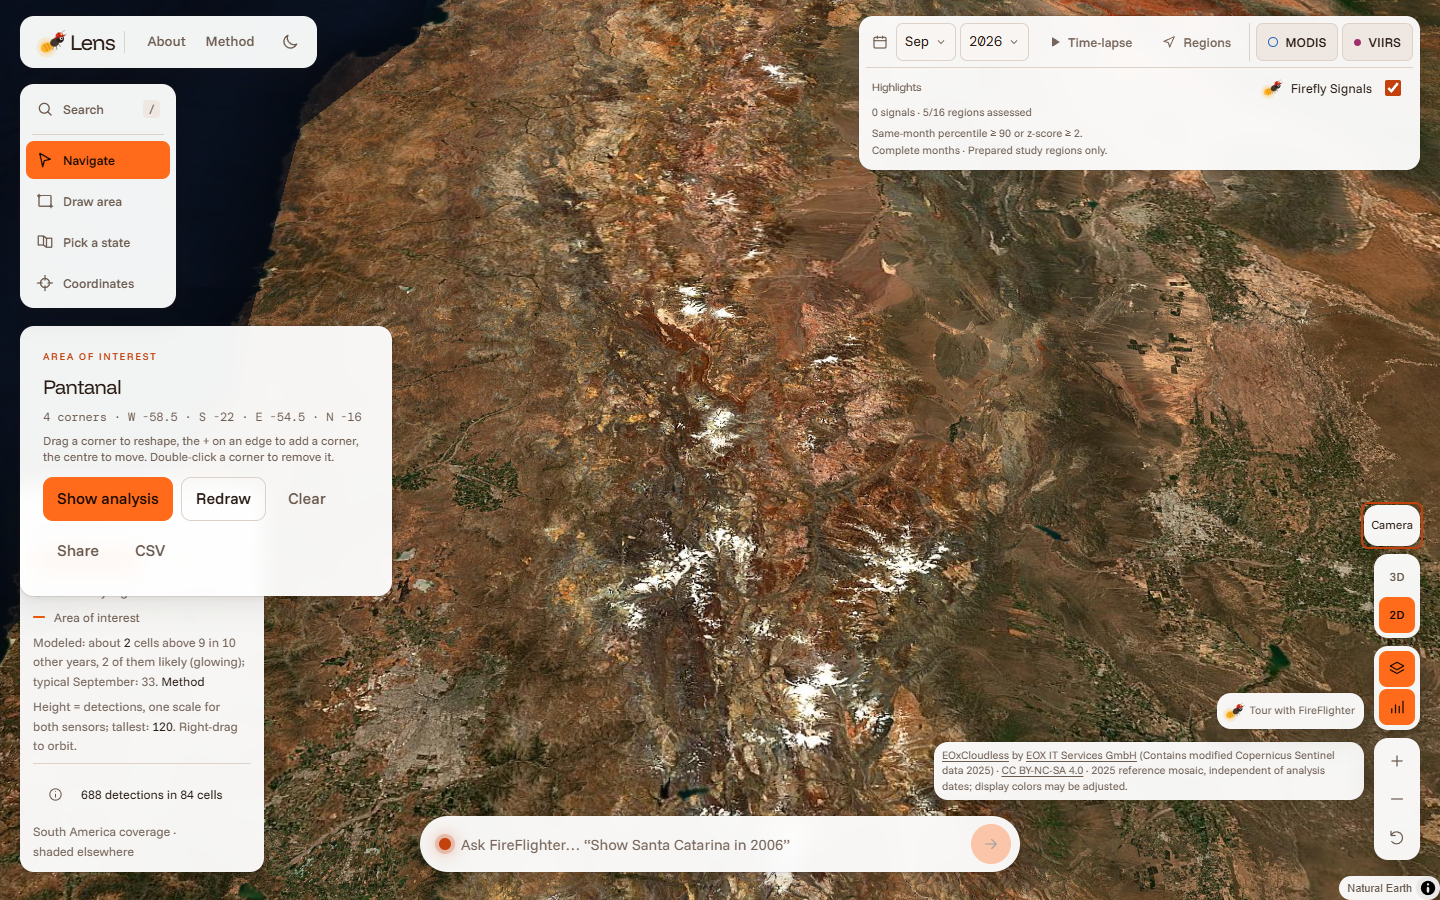 Lens
About
Method
Search
/
Navigate
Draw area
Pick a state
Coordinates
Sep
2026
Time-lapse
Regions
MODIS
VIIRS
Highlights
Firefly Signals
0 signals · 5/16 regions assessed
Same-month percentile ≥ 90 or z-score ≥ 2.
Complete months · Prepared study regions only.
AREA OF INTEREST
Pantanal
4 corners · W -58.5 · S -22 · E -54.5 · N -16
Drag a corner to reshape, the + on an edge to add a corner,
the centre to move. Double-click a corner to remove it.
Show analysis
Redraw
Clear
Share
CSV
Area of interest
Modeled: about 2 cells above 9 in 10
other years, 2 of them likely (glowing);
typical September: 33. Method
Height = detections, one scale for
both sensors; tallest: 120. Right-drag
to orbit.
688 detections in 84 cells
South America coverage ·
shaded elsewhere
Camera
3D
2D
Tour with FireFlighter
EOxCloudless by EOX IT Services GmbH (Contains modified Copernicus Sentinel
data 2025) · CC BY-NC-SA 4.0 · 2025 reference mosaic, independent of analysis
dates; display colors may be adjusted.
Ask FireFlighter… “Show Santa Catarina in 2006”
Natural Earth